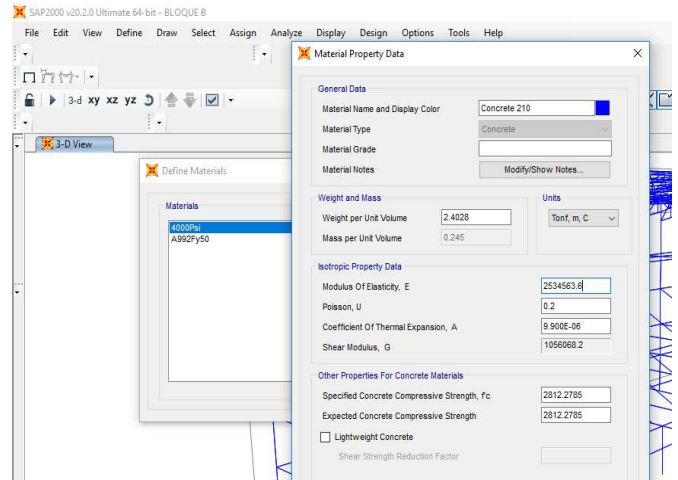 SAP2000 v20.2.0 Ultimate 64-bit - BLOQUE B
File Edit View Define Draw Select Assign Analyze Display Design Options Tools Help
3-d xy xz yz
3-D View
Define Materials
Materials
4000Psi
A992Fy50
Material Property Data
General Data
Material Name and Display Color Concrete 210
Material Type Concrete
Material Grade
Material Notes Modify/Show Notes...
Weight and Mass
Weight per Unit Volume 2.4028
Mass per Unit Volume 0.245
Units
Tonf, m, C
Isotropic Property Data
Modulus Of Elasticity, E 2534563.6
Poisson, U 0.2
Coefficient Of Thermal Expansion, A 9.900E-06
Shear Modulus, G 1056068.2
Other Properties For Concrete Materials
Specified Concrete Compressive Strength, f'c 2812.2785
Expected Concrete Compressive Strength 2812.2785
Lightweight Concrete
Shear Strength Reduction Factor